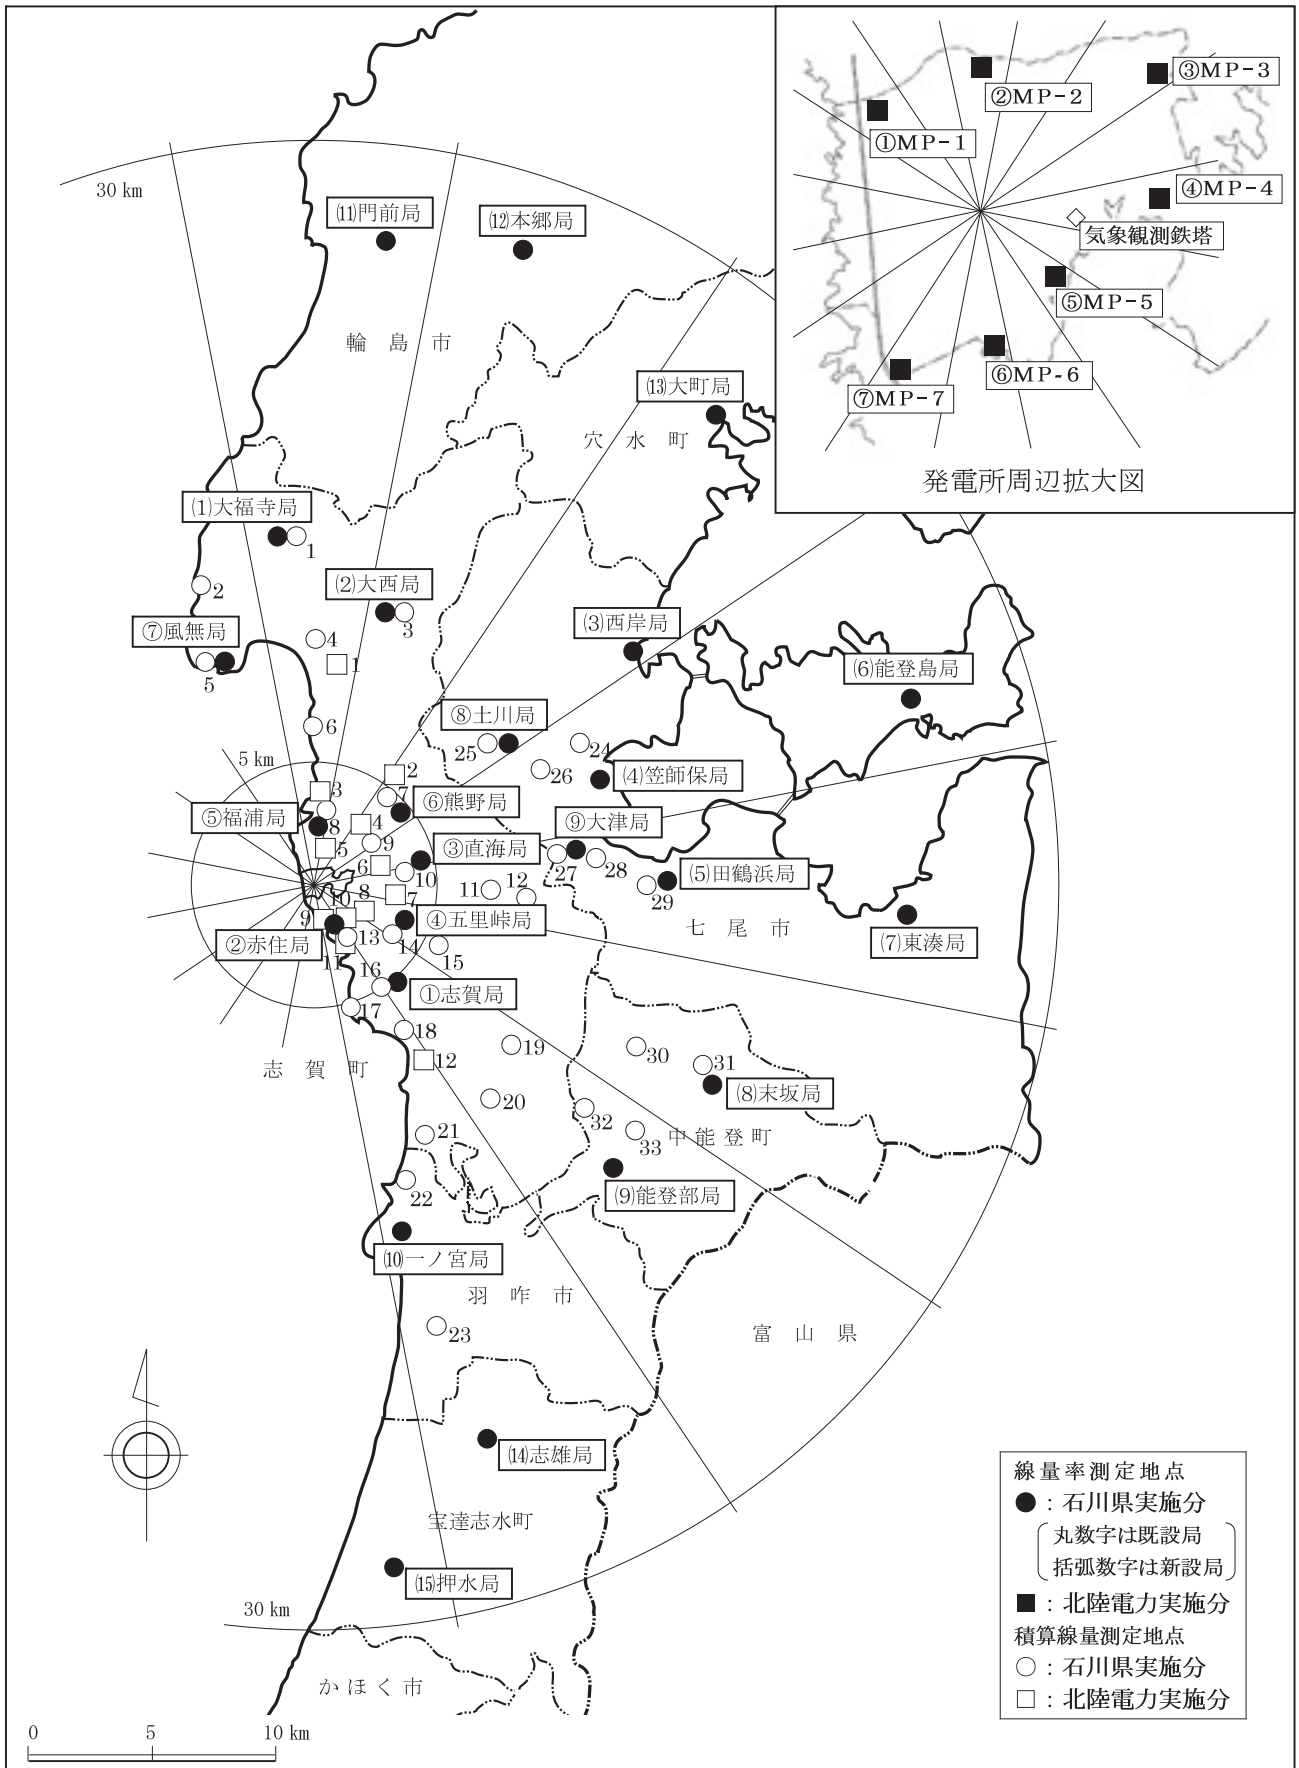 ①MP-1
②MP-2
③MP-3
④MP-4
気象観測鉄塔
⑤MP-5
⑥MP-6
⑦MP-7
発電所周辺拡大図
30 km
⑾門前局
⑿本郷局
輪島市
⒀大町局
穴水町
⑴大福寺局
1
2
⑵大西局
3
⑦風無局
5
4
1
⑶西岸局
⑹能登島局
6
⑧土川局
25
24
26
⑷笠師保局
5 km
2
7
⑥熊野局
3
⑤福浦局
8
4
9
5
⑨大津局
③直海局
6
10
27
28
⑸田鶴浜局
29
11
12
7
8
10
9
④五里峠局
②赤住局
13
14
15
11
七尾市
⑺東湊局
16
①志賀局
17
18
19
12
志賀町
30
31
⑻末坂局
20
32
33
中能登町
21
22
⑼能登部局
⑽一ノ宮局
羽咋市
23
富山県
⒁志雄局
宝達志水町
⒂押水局
30 km
かほく市
0 5 10 km
線量率測定地点
●：石川県実施分
丸数字は既設局
括弧数字は新設局
■：北陸電力実施分
積算線量測定地点
○：石川県実施分
□：北陸電力実施分